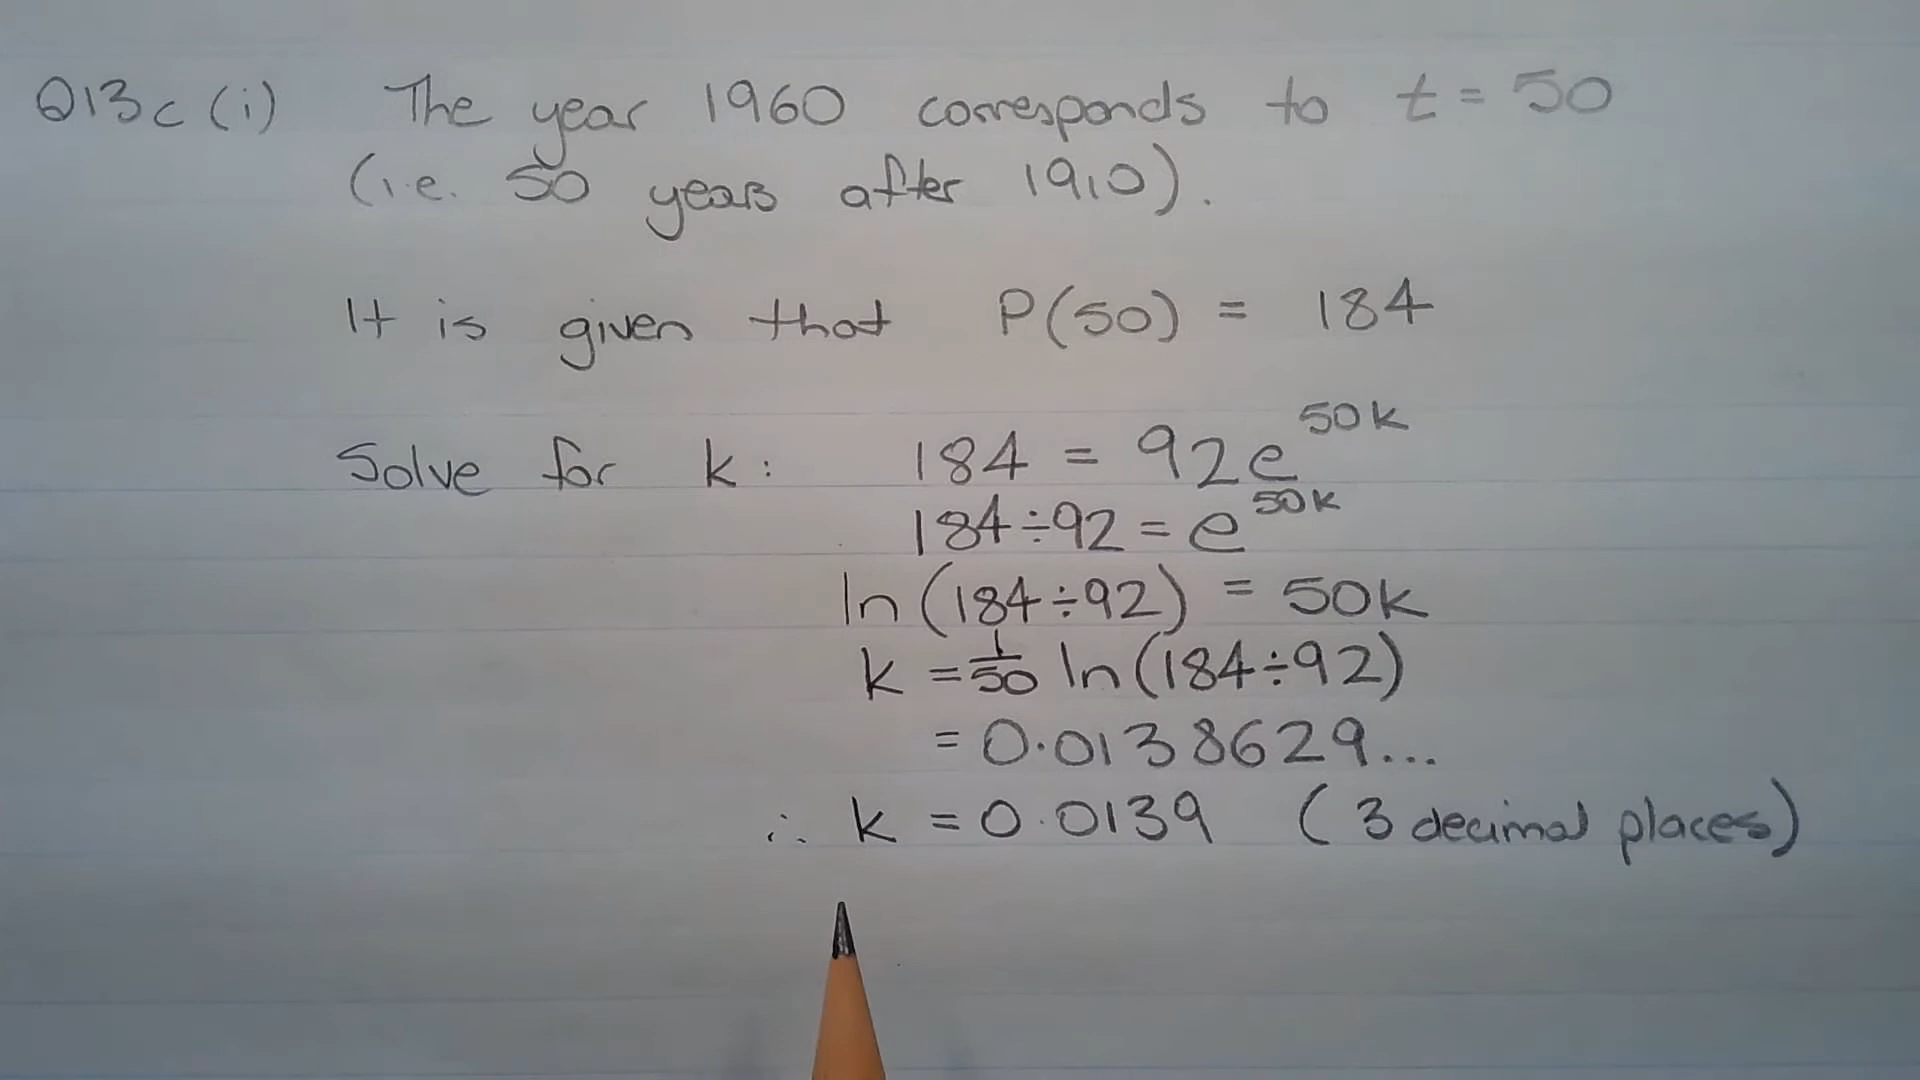 Q13c (i) The year 1960 corresponds to t = 50
(i.e. 50 years after 1910).
It is given that P(50) = 184
Solve for k: 184 = 92e^50k
184÷92 = e^50k
ln(184÷92) = 50k
k = 1/50 ln(184÷92)
= 0.0138629...
∴ k = 0.0139 (3 decimal places)